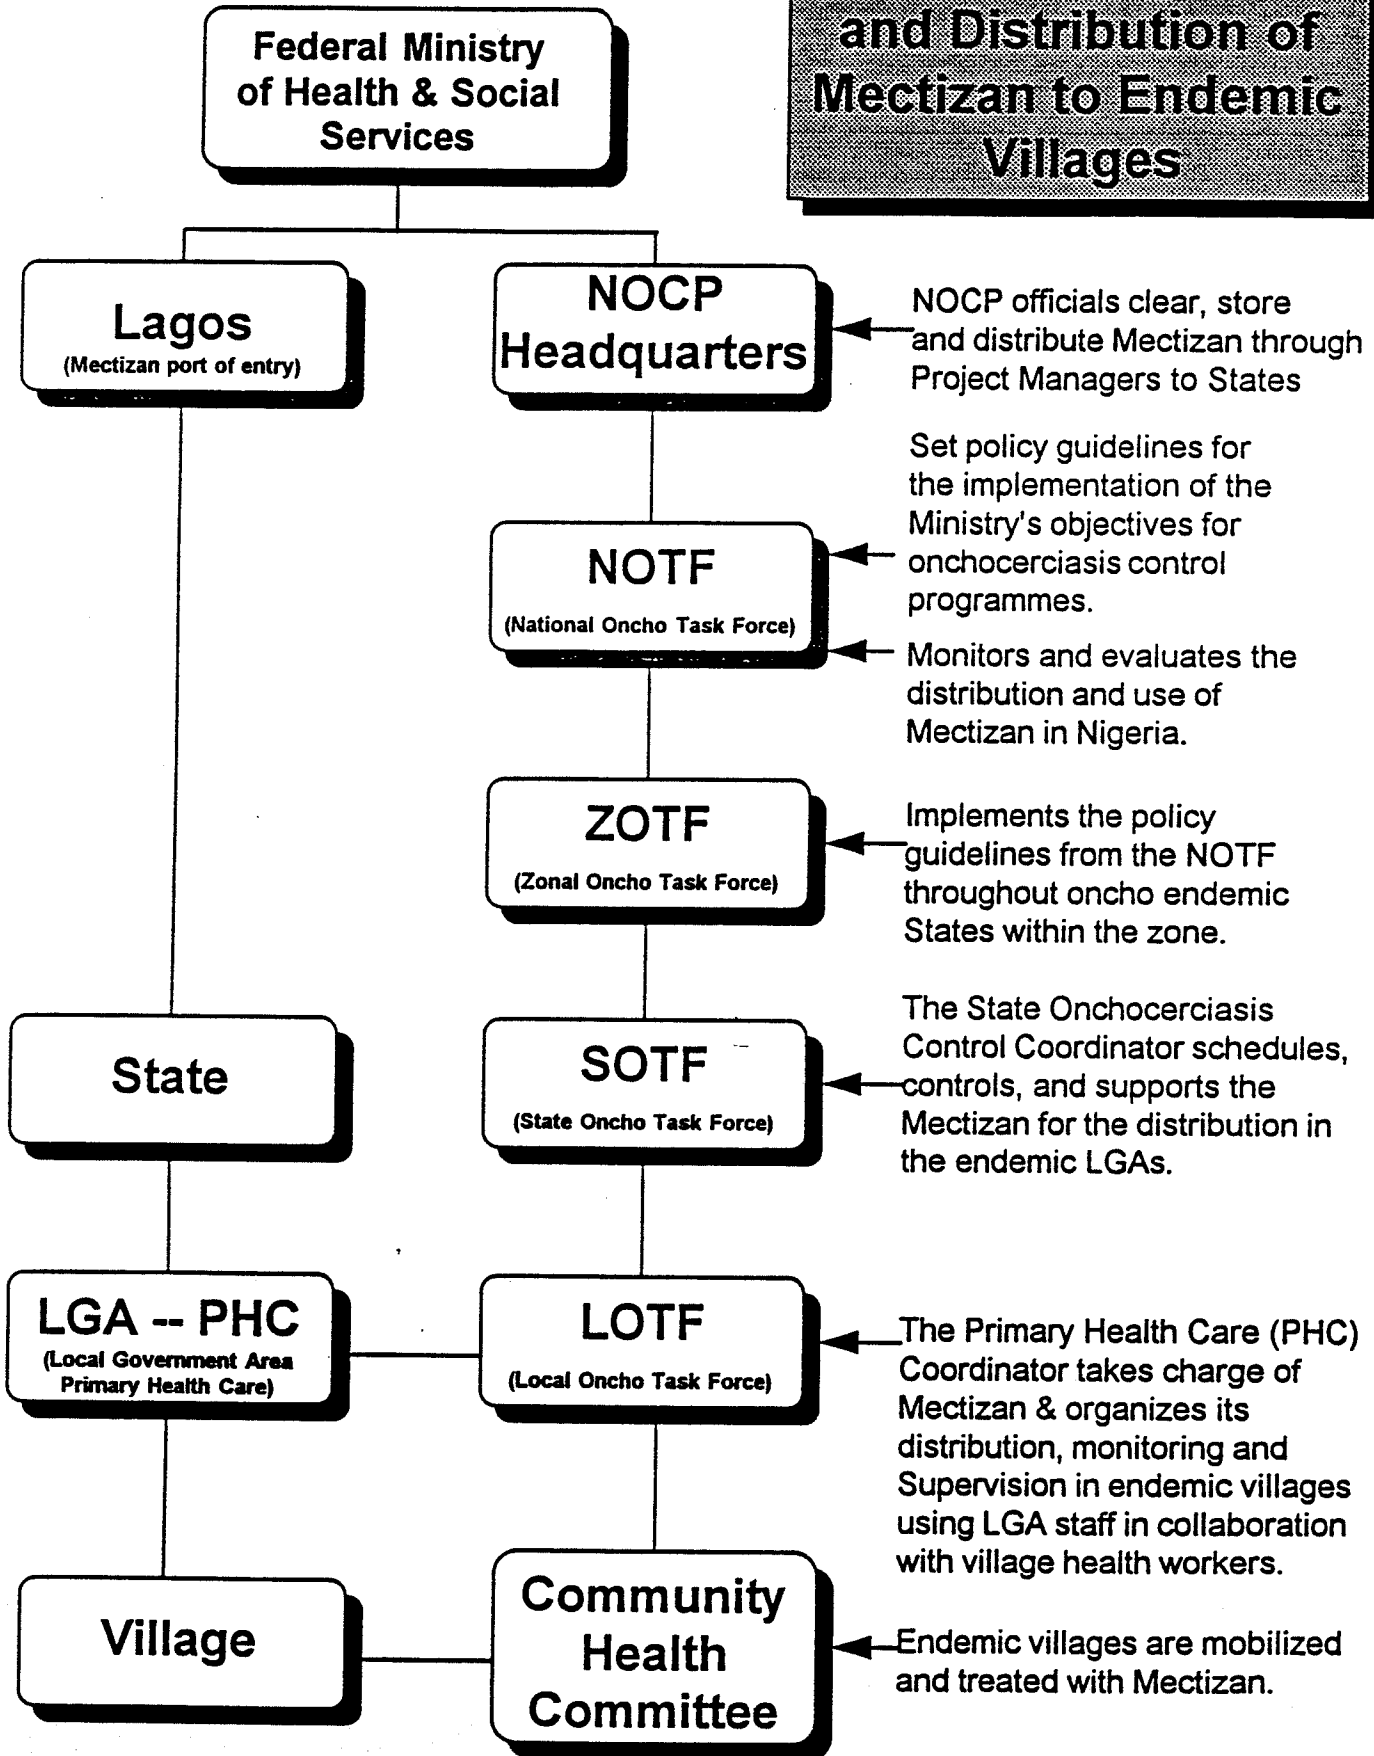 and Distribution of
Mectizan to Endemic
Villages
Federal Ministry
of Health & Social
Services
Lagos
(Mectizan port of entry)
NOCP
Headquarters
NOCP officials clear, store
and distribute Mectizan through
Project Managers to States
NOTF
(National Oncho Task Force)
Set policy guidelines for
the implementation of the
Ministry's objectives for
onchocerciasis control
programmes.
Monitors and evaluates the
distribution and use of
Mectizan in Nigeria.
ZOTF
(Zonal Oncho Task Force)
Implements the policy
guidelines from the NOTF
throughout oncho endemic
States within the zone.
State
SOTF
(State Oncho Task Force)
The State Onchocerciasis
Control Coordinator schedules,
controls, and supports the
Mectizan for the distribution in
the endemic LGAs.
LGA -- PHC
(Local Government Area
Primary Health Care)
LOTF
(Local Oncho Task Force)
The Primary Health Care (PHC)
Coordinator takes charge of
Mectizan & organizes its
distribution, monitoring and
Supervision in endemic villages
using LGA staff in collaboration
with village health workers.
Village
Community
Health
Committee
Endemic villages are mobilized
and treated with Mectizan.